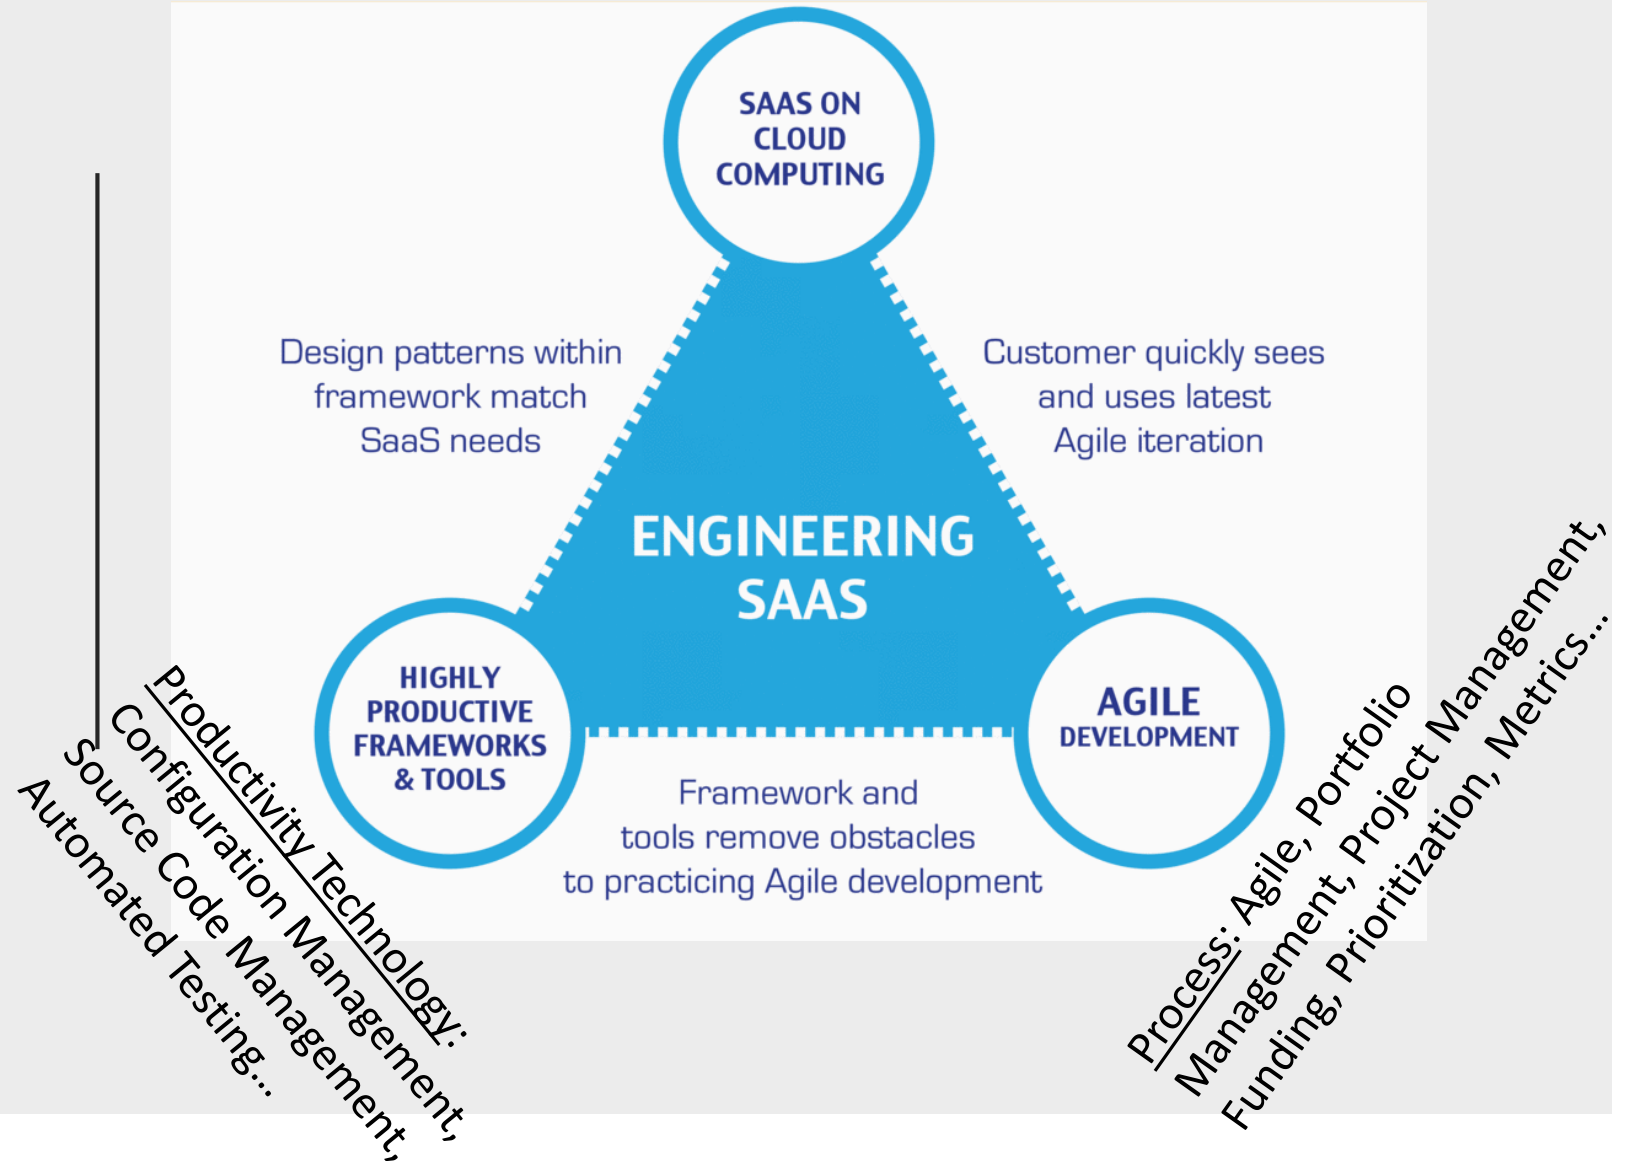 SAAS ON
CLOUD
COMPUTING
Design patterns within
framework match
SaaS needs
Customer quickly sees
and uses latest
Agile iteration
ENGINEERING
SAAS
HIGHLY
PRODUCTIVE
FRAMEWORKS
& TOOLS
AGILE
DEVELOPMENT
Framework and
tools remove obstacles
to practicing Agile development
Productivity Technology:
Configuration Management,
Source Code Management,
Automated Testing...
Process: Agile, Portfolio
Management, Project Management,
Funding, Prioritization, Metrics...